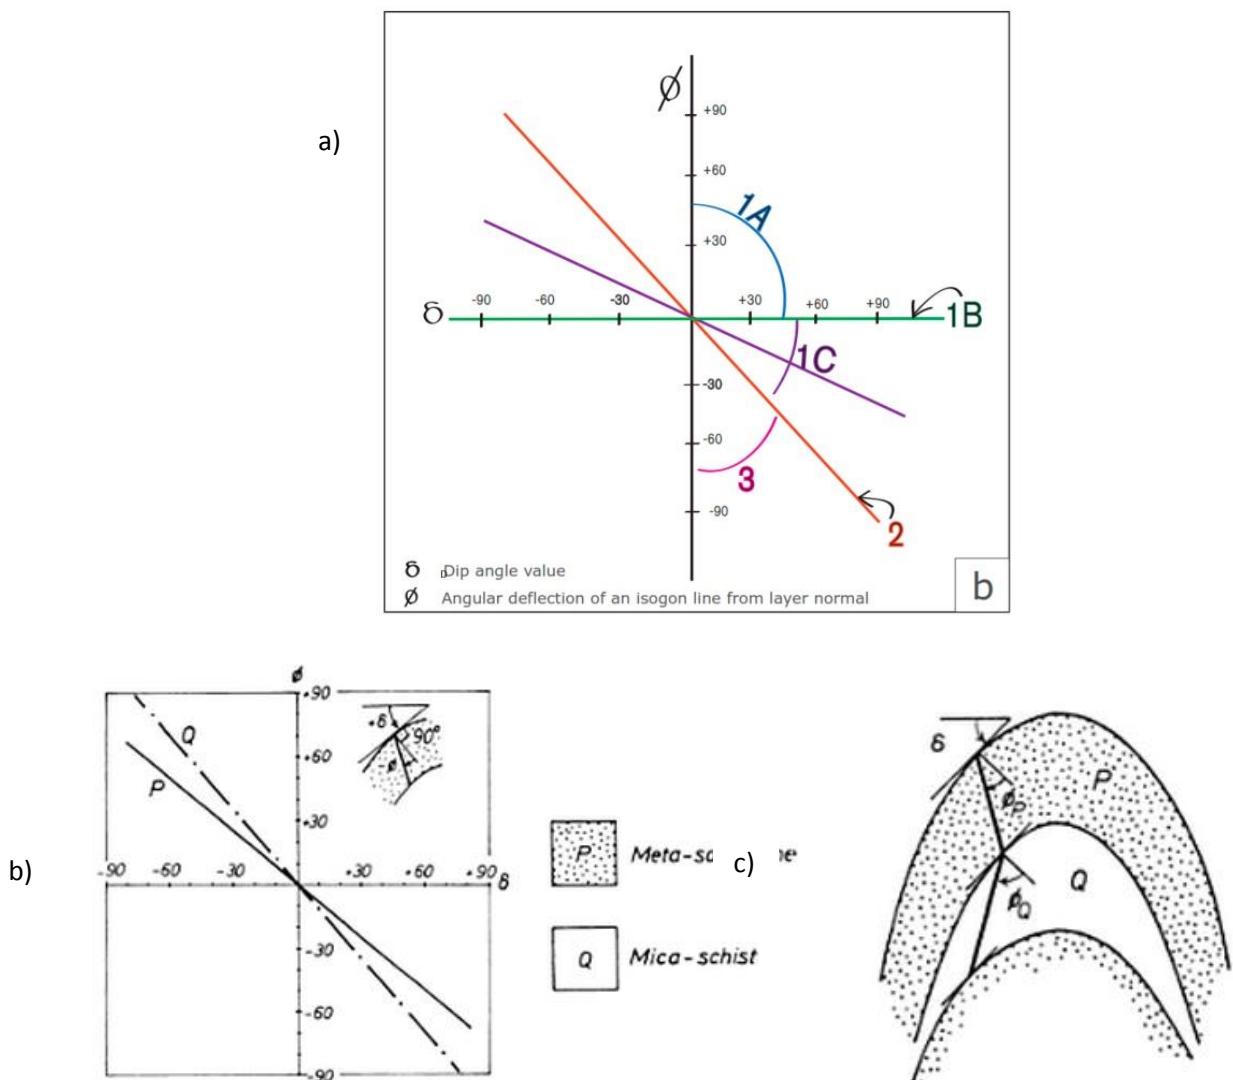 a)
ϕ
+90
+60
+30
1A
-90 -60 -30 +30 +60 +90
δ
1B
1C
-30
-60
3
-90
2
δ Dip angle value
ϕ Angular deflection of an isogon line from layer normal
b
b)
ϕ
+90
+60
+30
Q
P
+δ
90°
-ϕ
-90 -60 -30 +30 +60 +90
δ
-30
-60
-90
P
Q Mica-schist
c)
δ
P
ϕP
Q
ϕQ